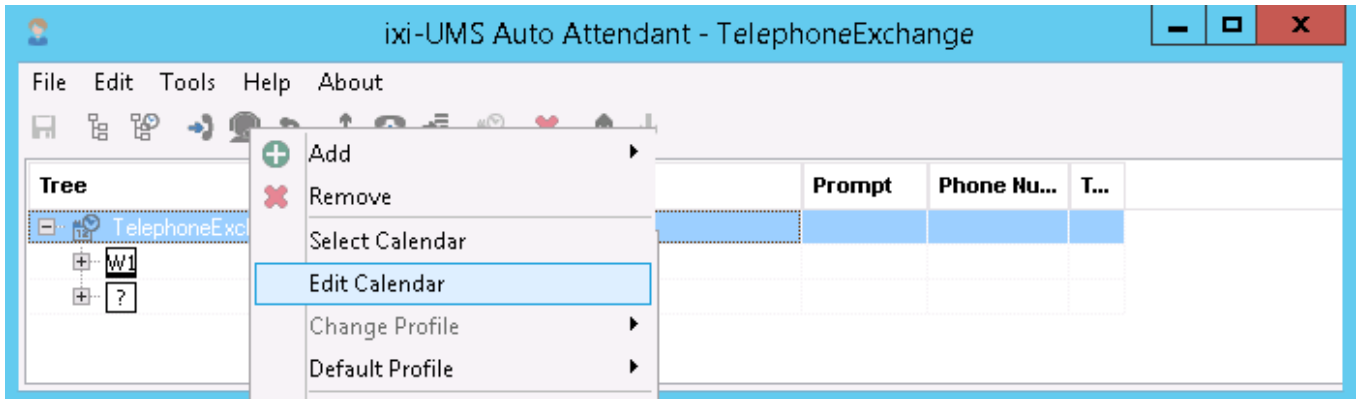 ixi-UMS Auto Attendant - TelephoneExchange
File Edit Tools Help About
Add
Tree Prompt Phone Nu... T...
Remove
TelephoneExcl
Select Calendar
W1
Edit Calendar
?
Change Profile
Default Profile